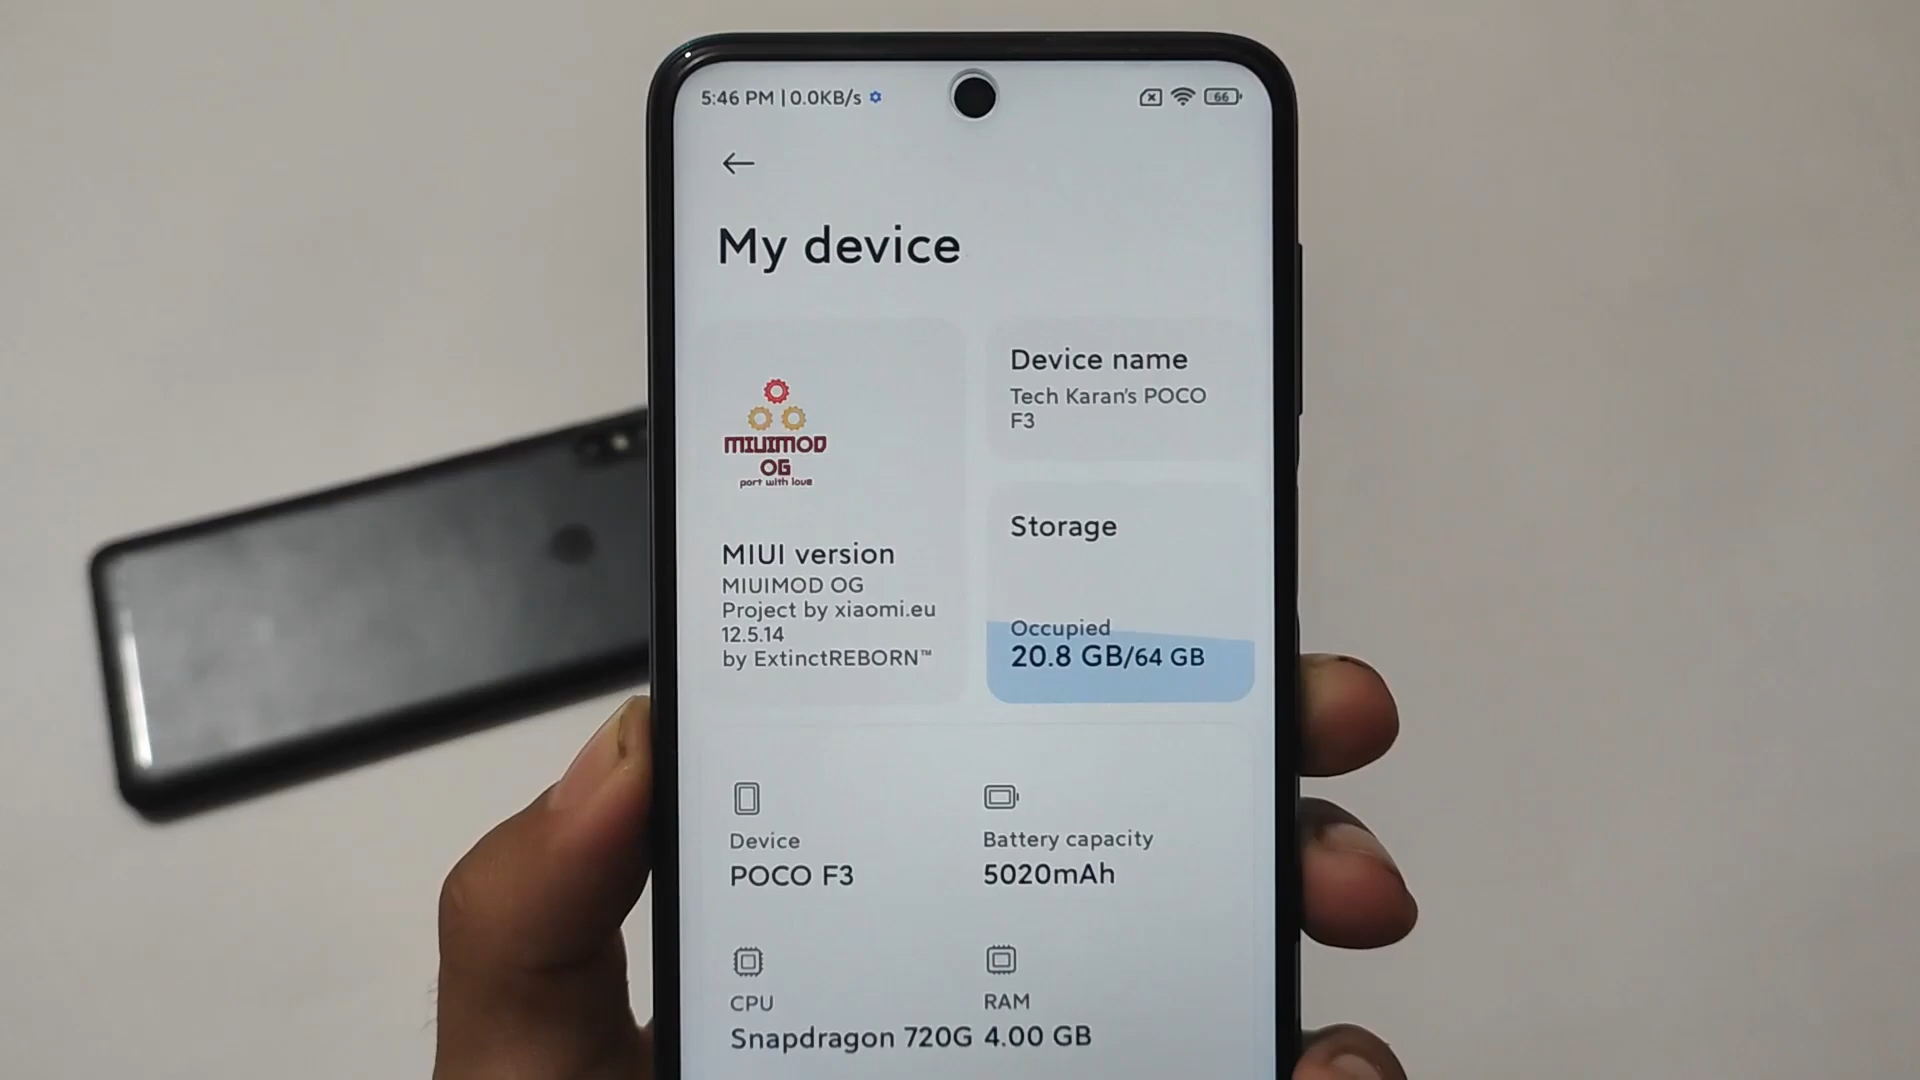 5:46 PM | 0.0KB/s
66
My device
MIUIMOD
OG
port with love
MIUI version
MIUIMOD OG
Project by xiaomi.eu
12.5.14
by ExtinctREBORN™
Device name
Tech Karan's POCO
F3
Storage
Occupied
20.8 GB/64 GB
Device
POCO F3
Battery capacity
5020mAh
CPU
Snapdragon 720G
RAM
4.00 GB